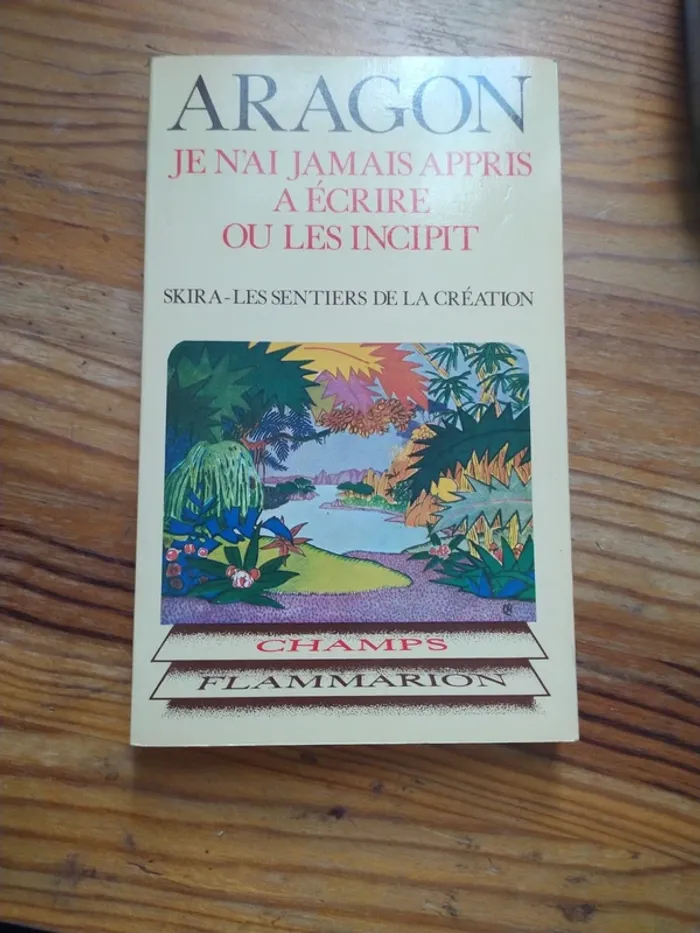 ARAGON
JE N'AI JAMAIS APPRIS
A ÉCRIRE
OU LES INCIPIT
SKIRA-LES SENTIERS DE LA CRÉATION
CHAMPS
FLAMMARION